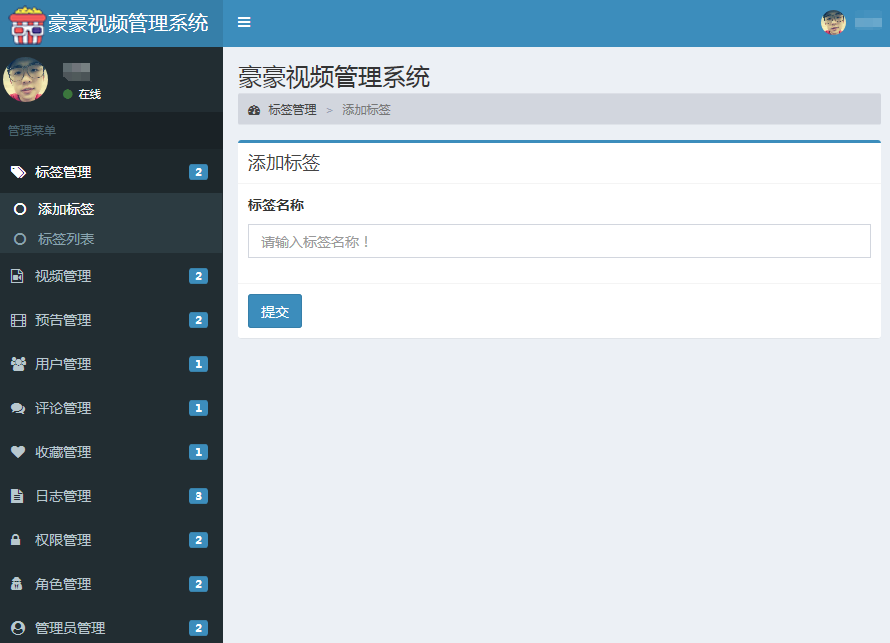 豪豪视频管理系统
在线
管理菜单
标签管理 2
添加标签
标签列表
视频管理 2
预告管理 2
用户管理 1
评论管理 1
收藏管理 1
日志管理 3
权限管理 2
角色管理 2
管理员管理 2
豪豪视频管理系统
标签管理 > 添加标签
添加标签
标签名称
请输入标签名称！
提交